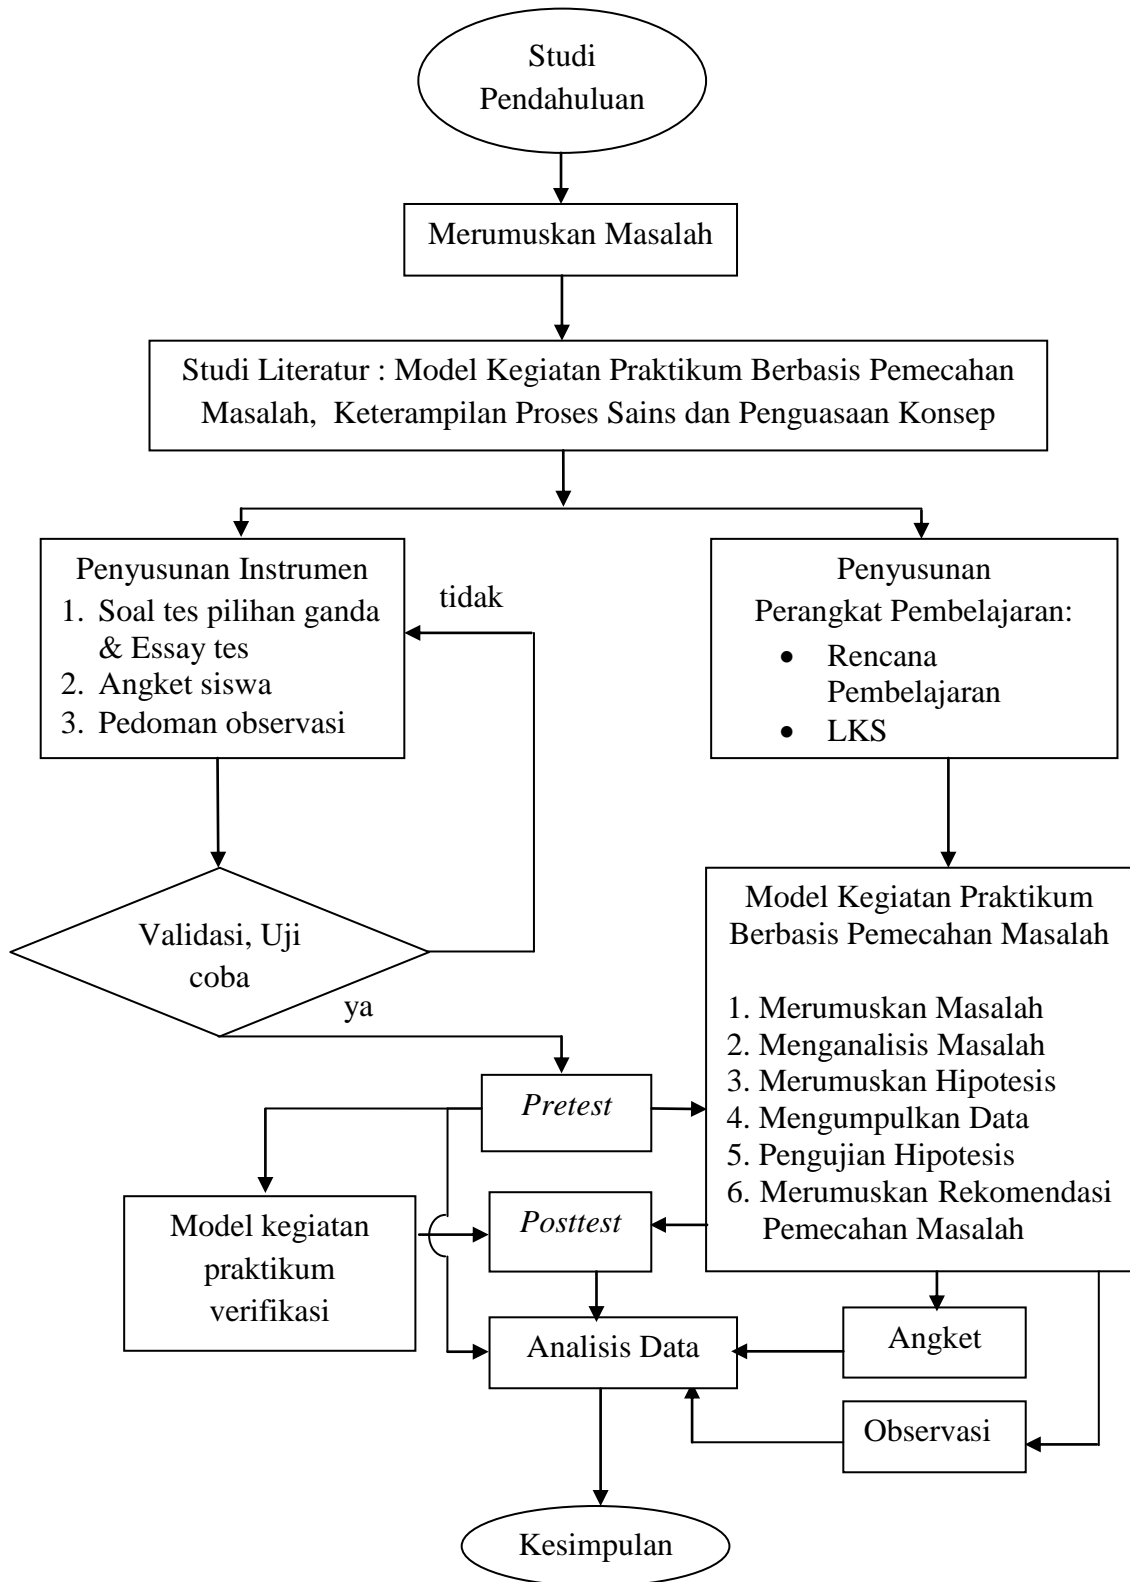 Studi
Pendahuluan
Merumuskan Masalah
Studi Literatur : Model Kegiatan Praktikum Berbasis Pemecahan
Masalah, Keterampilan Proses Sains dan Penguasaan Konsep
Penyusunan Instrumen
1. Soal tes pilihan ganda
& Essay tes
2. Angket siswa
3. Pedoman observasi
tidak
Penyusunan
Perangkat Pembelajaran:
• Rencana
Pembelajaran
• LKS
Validasi, Uji
coba
ya
Model Kegiatan Praktikum
Berbasis Pemecahan Masalah
1. Merumuskan Masalah
2. Menganalisis Masalah
3. Merumuskan Hipotesis
4. Mengumpulkan Data
5. Pengujian Hipotesis
6. Merumuskan Rekomendasi
Pemecahan Masalah
Pretest
Model kegiatan
praktikum
verifikasi
Posttest
Analisis Data
Angket
Observasi
Kesimpulan